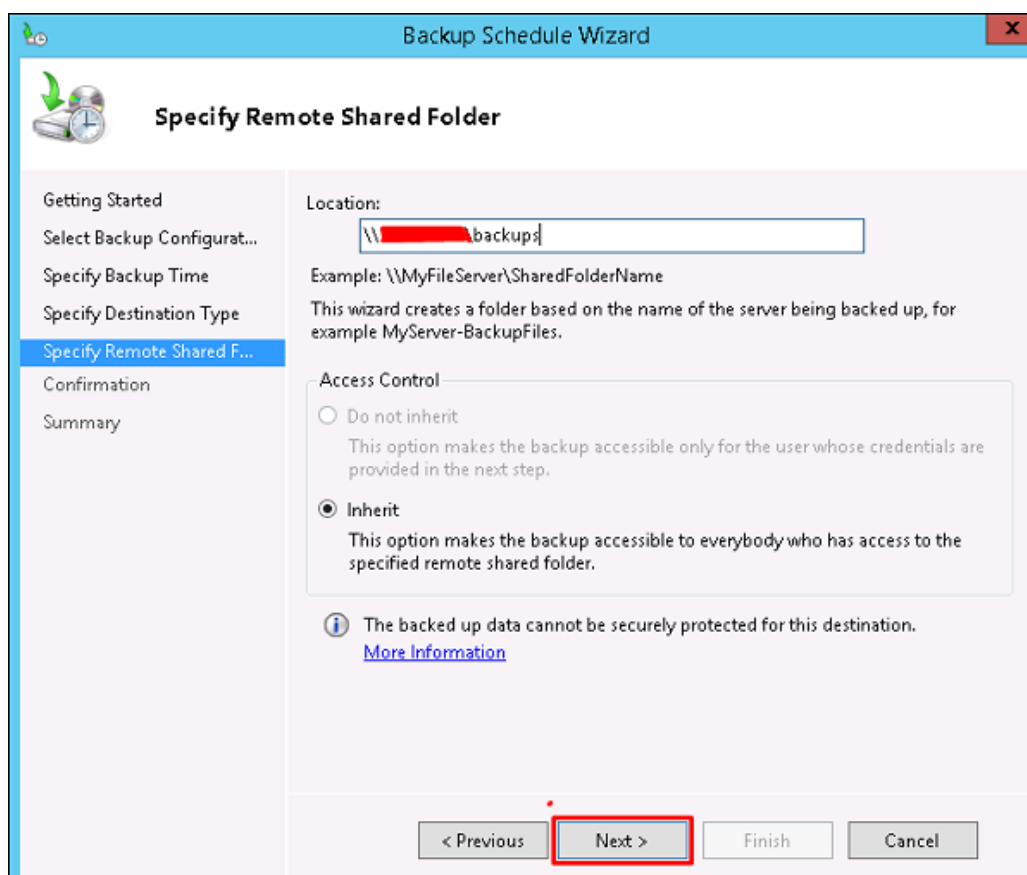 Backup Schedule Wizard
x
Specify Remote Shared Folder
Getting Started
Select Backup Configurat...
Specify Backup Time
Specify Destination Type
Specify Remote Shared F...
Confirmation
Summary
Location:
\\ \backups
Example: \\MyFileServer\SharedFolderName
This wizard creates a folder based on the name of the server being backed up, for
example MyServer-BackupFiles.
Access Control
Do not inherit
This option makes the backup accessible only for the user whose credentials are
provided in the next step.
Inherit
This option makes the backup accessible to everybody who has access to the
specified remote shared folder.
The backed up data cannot be securely protected for this destination.
More Information
< Previous
Next >
Finish
Cancel